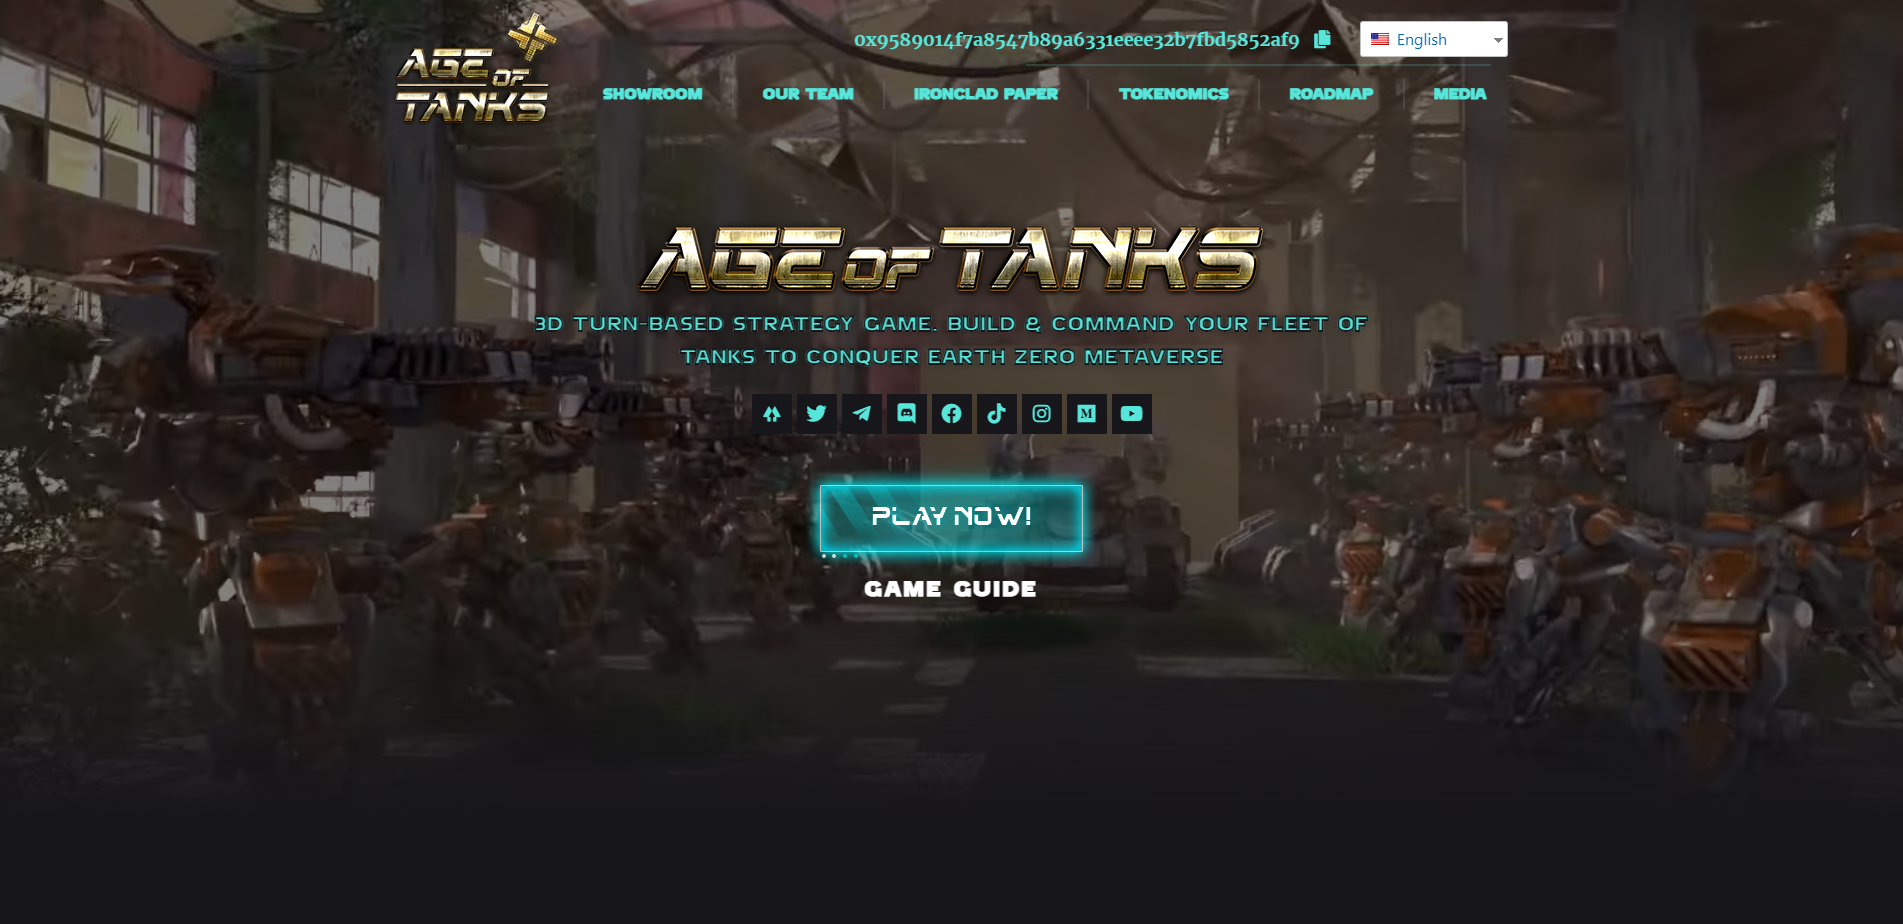 AGE OF TANKS
0x9589014f7a8547b89a6331eeee32b7fbd5852af9
English
SHOWROOM
OUR TEAM
IRONCLAD PAPER
TOKENOMICS
ROADMAP
MEDIA
AGE OF TANKS
3D TURN-BASED STRATEGY GAME. BUILD & COMMAND YOUR FLEET OF
TANKS TO CONQUER EARTH ZERO METAVERSE
PLAY NOW!
GAME GUIDE